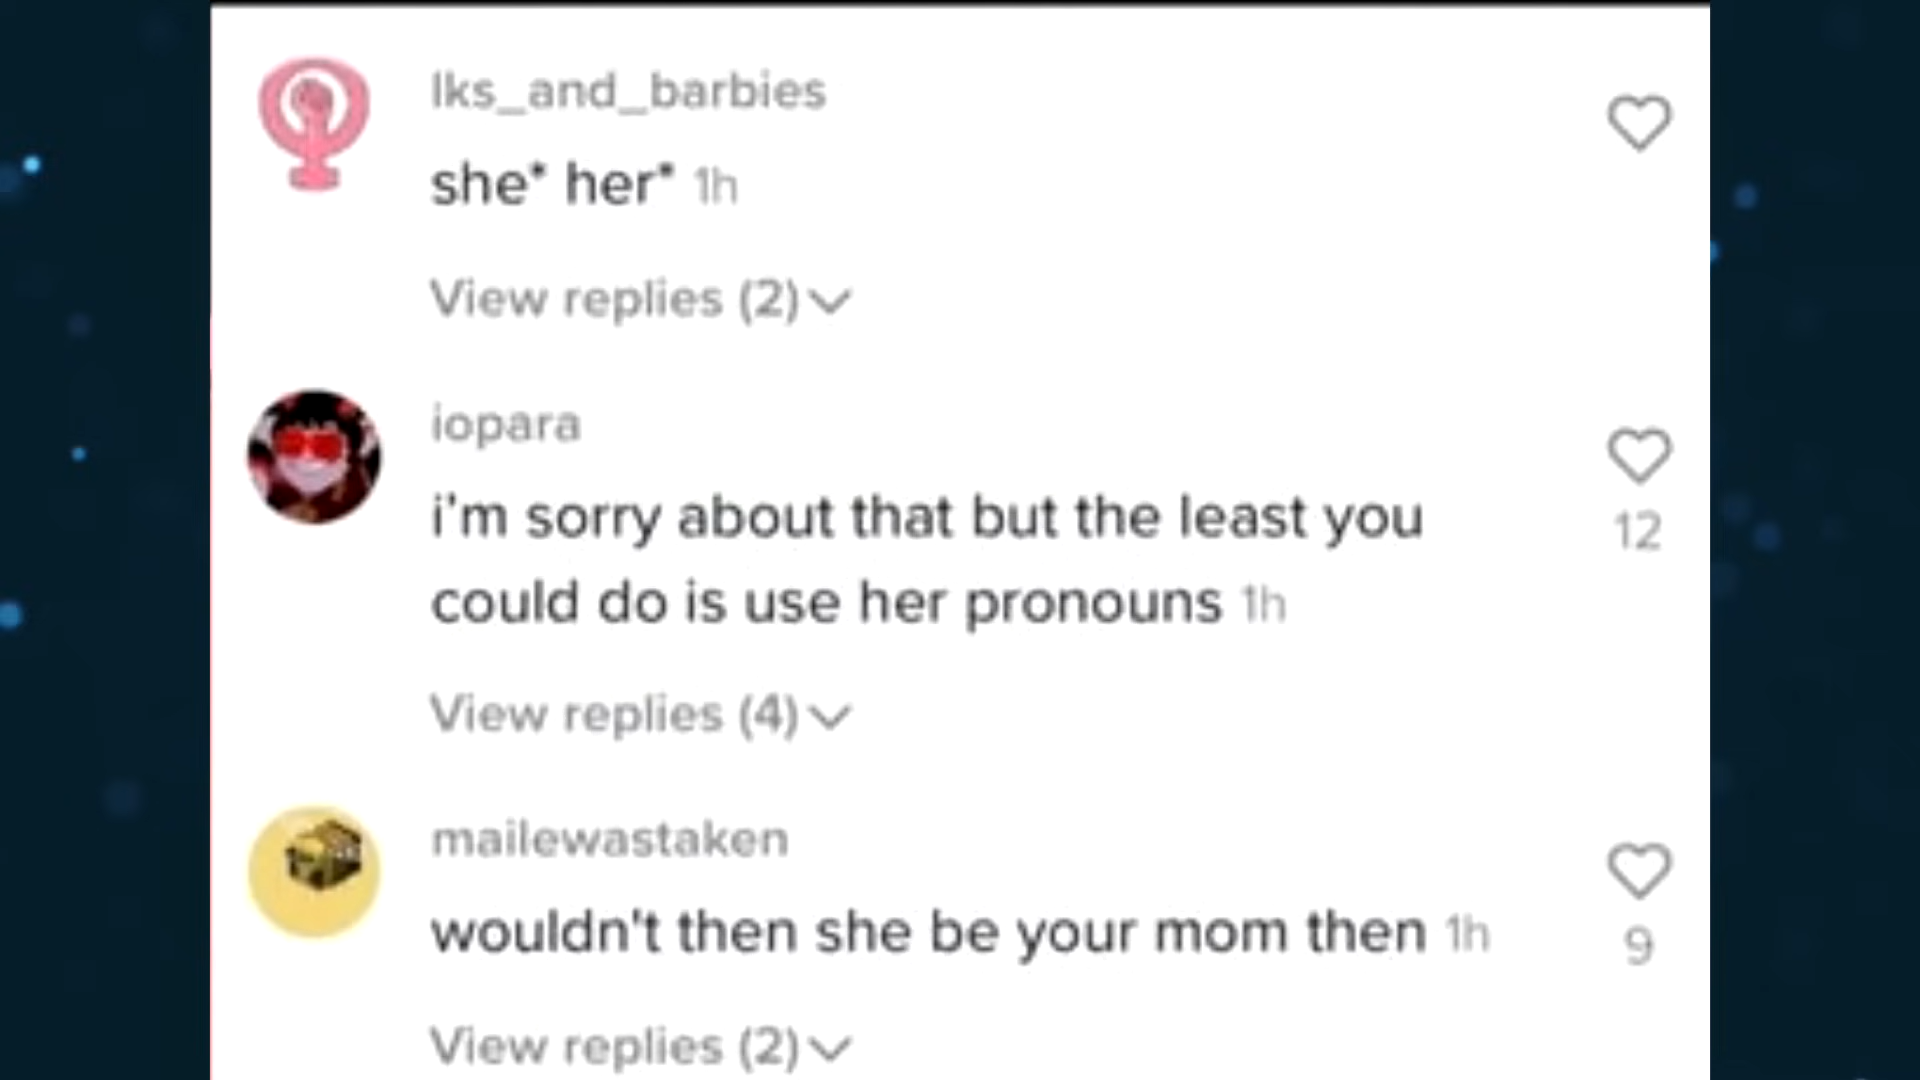 lks_and_barbies
she* her* 1h
View replies (2)
iopara
i'm sorry about that but the least you
12
could do is use her pronouns 1h
View replies (4)
mailewastaken
wouldn't then she be your mom then 1h
9
View replies (2)